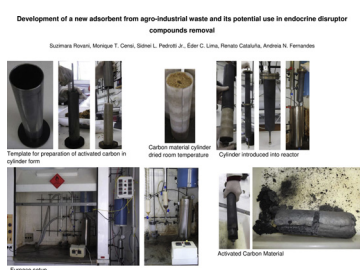 Development of a new adsorbent from agro-industrial waste and its potential use in endocrine disruptor
compounds removal
Suzimara Rovani, Monique T. Censi, Sidnei L. Pedrotti Jr., Éder C. Lima, Renato Cataluña, Andreia N. Fernandes
Template for preparation of activated carbon in
cylinder form
Carbon material cylinder
dried room temperature
Cylinder introduced into reactor
Activated Carbon Material
Furnace setup